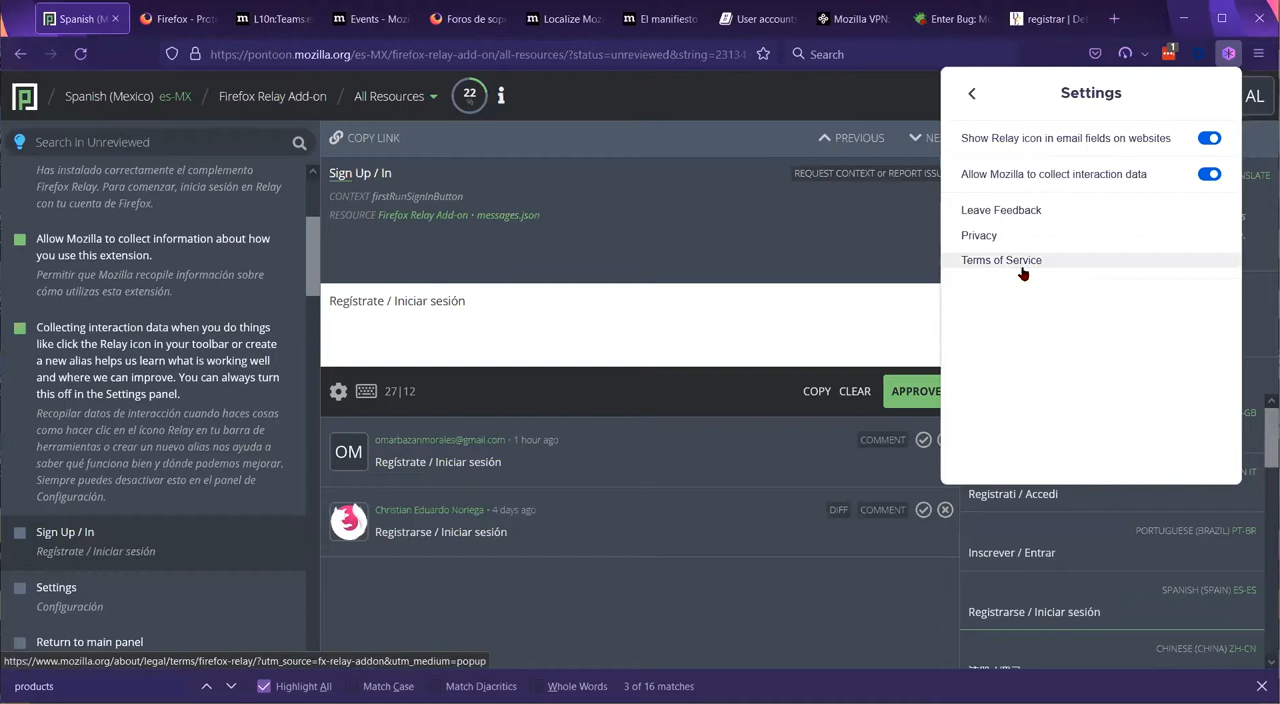 Spanish (M
Firefox - Prote
L10n:Teams:e
Events - Mozi
Foros de sop
Localize Moz
El manifiesto
User accounts
Mozilla VPN:
Enter Bug: Mo
registrar | De
https://pontoon.mozilla.org/es-MX/firefox-relay-add-on/all-resources/?status=unreviewed&string=23134
Search
1
Spanish (Mexico) es-MX / Firefox Relay Add-on / All Resources
22
%
AL
Search in Unreviewed
Has instalado correctamente el complemento
Firefox Relay. Para comenzar, inicia sesión en Relay
con tu cuenta de Firefox.
Allow Mozilla to collect information about how
you use this extension.
Permitir que Mozilla recopile información sobre
cómo utilizas esta extensión.
Collecting interaction data when you do things
like click the Relay icon in your toolbar or create
a new alias helps us learn what is working well
and where we can improve. You can always turn
this off in the Settings panel.
Recopilar datos de interacción cuando haces cosas
como hacer clic en el ícono Relay en tu barra de
herramientas o crear un nuevo alias nos ayuda a
saber qué funciona bien y dónde podemos mejorar.
Siempre puedes desactivar esto en el panel de
Configuración.
Sign Up / In
Regístrate / Iniciar sesión
Settings
Configuración
Return to main panel
COPY LINK
PREVIOUS
NE
Sign Up / In
REQUEST CONTEXT or REPORT ISSU
CONTEXT firstRunSignInButton
RESOURCE Firefox Relay Add-on • messages.json
Regístrate / Iniciar sesión
27|12
COPY
CLEAR
APPROVE
OM
omarbazanmorales@gmail.com • 1 hour ago
COMMENT
Regístrate / Iniciar sesión
Christian Eduardo Noriega • 4 days ago
DIFF
COMMENT
Registrarse / Iniciar sesión
Settings
Show Relay icon in email fields on websites
Allow Mozilla to collect interaction data
Leave Feedback
Privacy
Terms of Service
SLATE
-GB
N IT
Registrati / Accedi
PORTUGUESE (BRAZIL) PT-BR
Inscrever / Entrar
SPANISH (SPAIN) ES-ES
Registrarse / Iniciar sesión
CHINESE (CHINA) ZH-CN
https://www.mozilla.org/about/legal/terms/firefox-relay/?utm_source=fx-relay-addon&utm_medium=popup
products
Highlight All
Match Case
Match Diacritics
Whole Words
3 of 16 matches